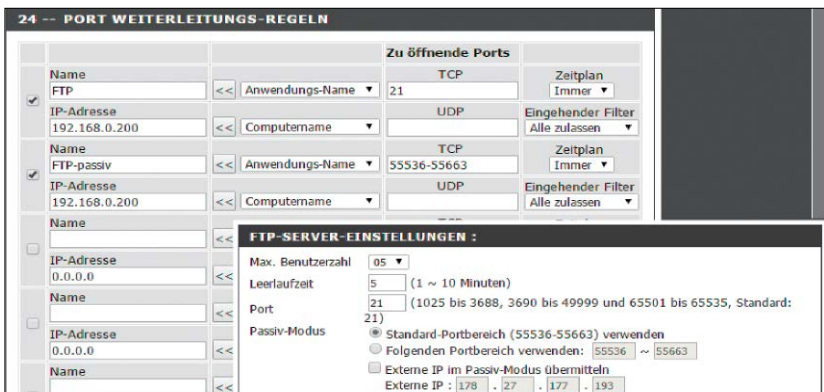 24 -- PORT WEITERLEITUNGS-REGELN
Zu öffnende Ports
Name TCP Zeitplan
FTP << Anwendungs-Name 21 Immer
IP-Adresse UDP Eingehender Filter
192.168.0.200 << Computername Alle zulassen
Name TCP Zeitplan
FTP-passiv << Anwendungs-Name 55536-55663 Immer
IP-Adresse UDP Eingehender Filter
192.168.0.200 << Computername Alle zulassen
Name
<<
IP-Adresse
0.0.0.0 <<
Name
<<
IP-Adresse
0.0.0.0 <<
Name
<<
FTP-SERVER-EINSTELLUNGEN :
Max. Benutzerzahl 05
Leerlaufzeit 5 (1 ~ 10 Minuten)
Port 21 (1025 bis 3688, 3690 bis 49999 und 65501 bis 65535, Standard:
21)
Passiv-Modus Standard-Portbereich (55536-55663) verwenden
Folgenden Portbereich verwenden: 55536 ~ 55663
Externe IP im Passiv-Modus übermitteln
Externe IP : 178 . 27 . 177 . 193